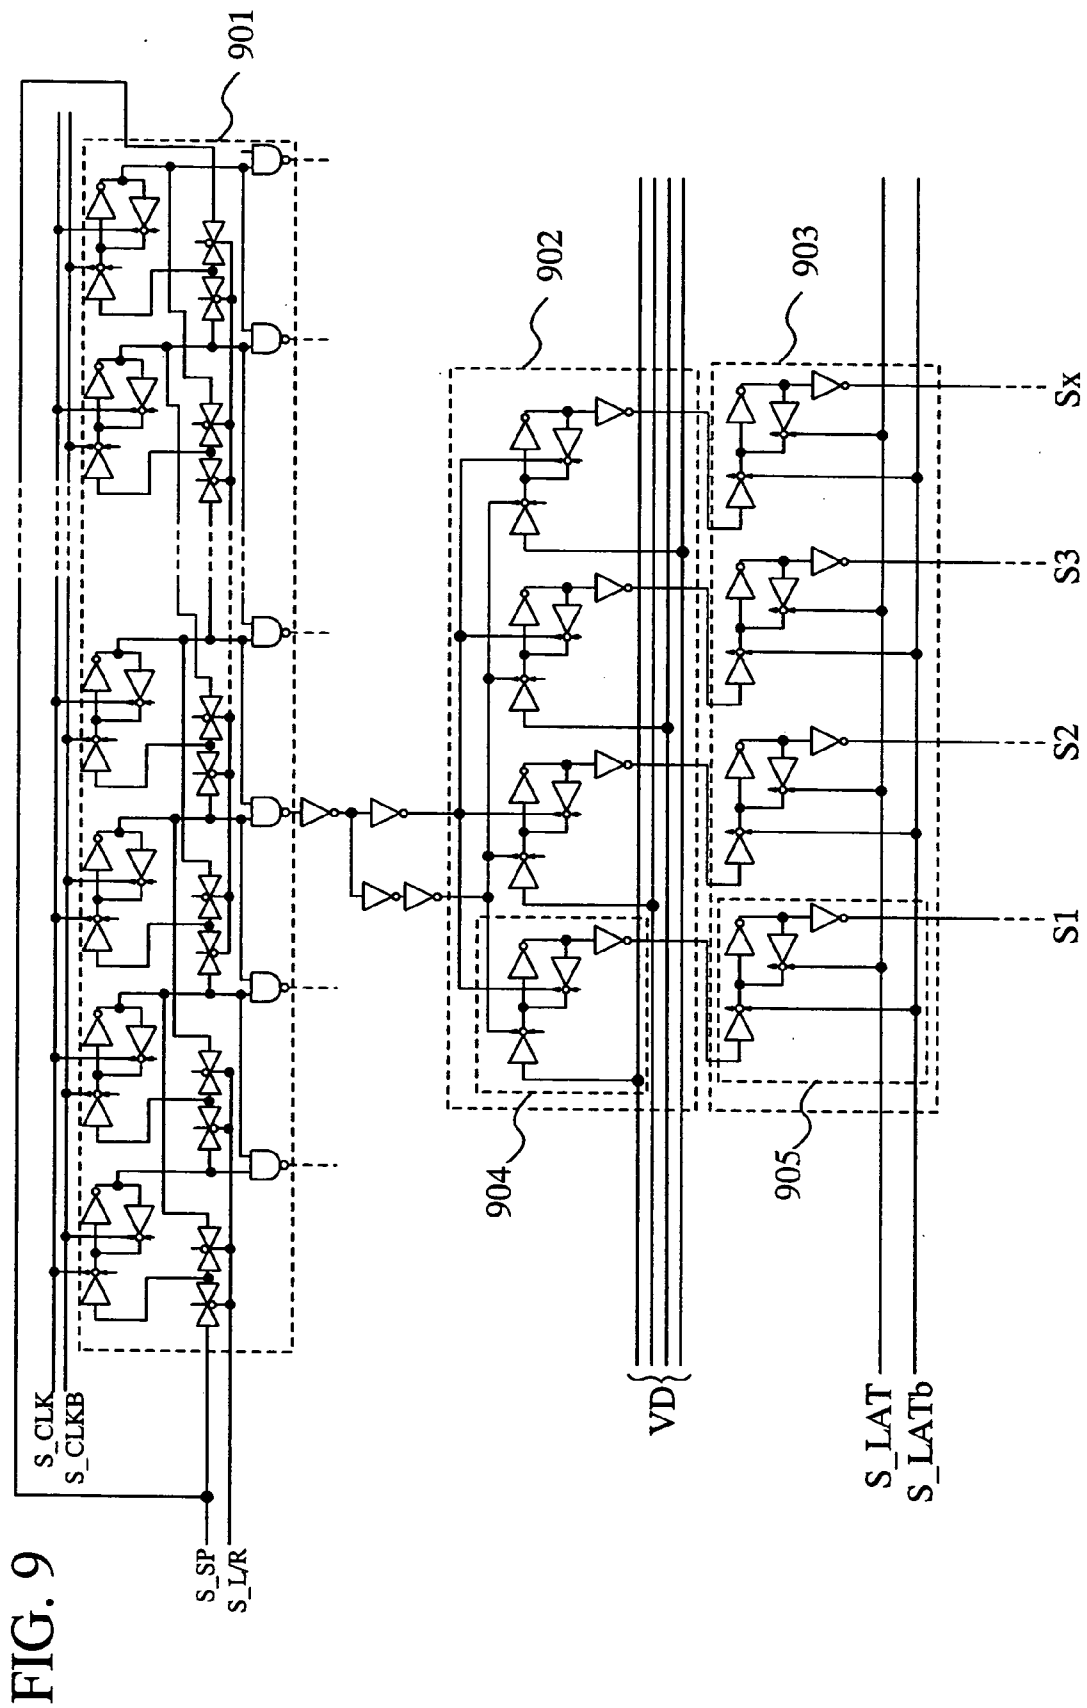 FIG. 9
S_CLK
S_CLKB
S_SP
S_L/R
901
902
903
904
905
VD
S_LAT
S_LATb
S1
S2
S3
Sx